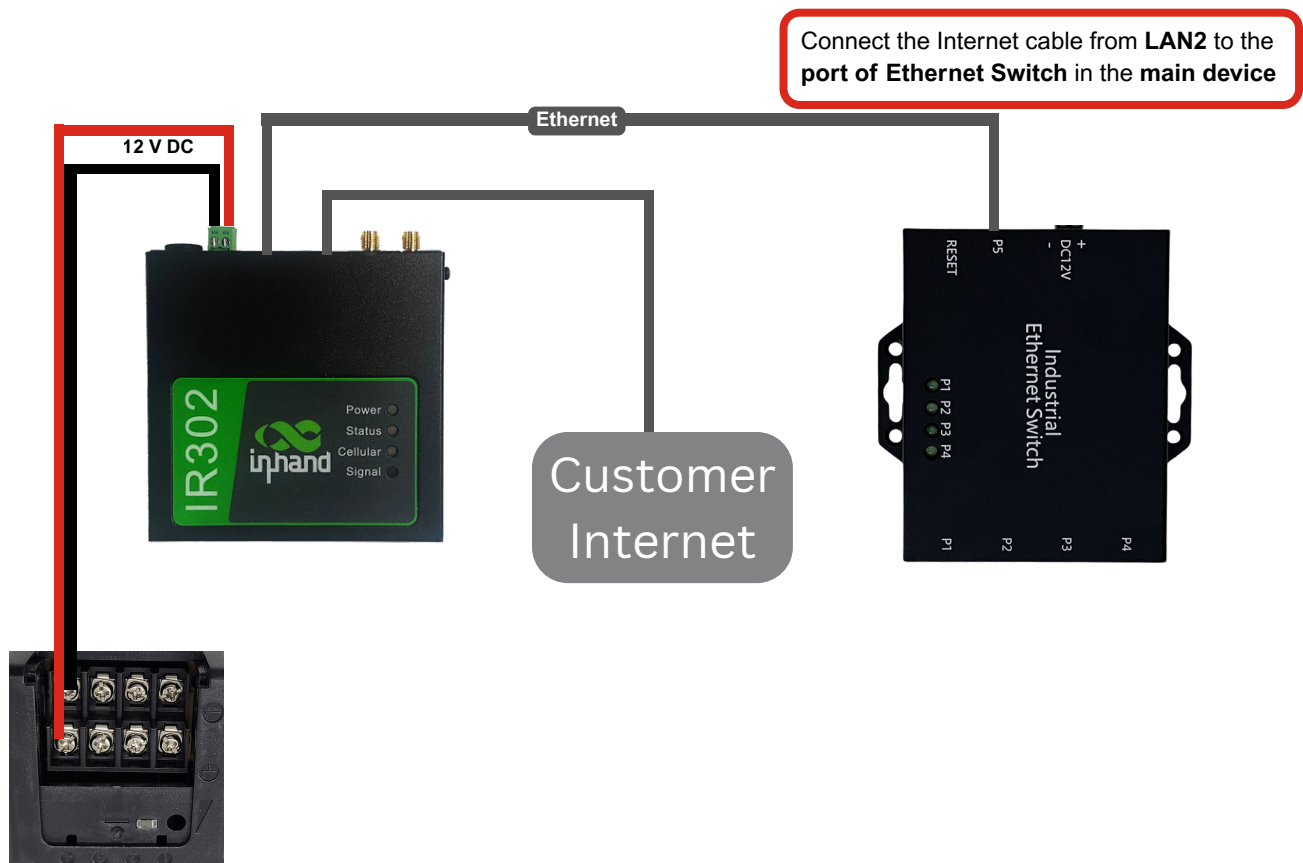 Connect the Internet cable from LAN2 to the
port of Ethernet Switch in the main device
Ethernet
12 V DC
IR302
inhand
Power
Status
Cellular
Signal
Customer
Internet
RESET
P5
-
+
DC12V
Industrial
Ethernet Switch
P1
P2
P3
P4
P1
P2
P3
P4